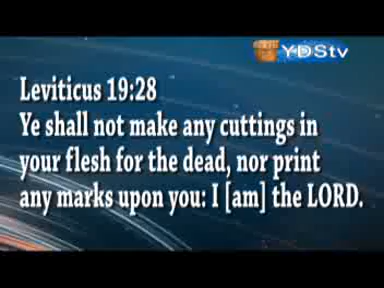 YDStv
Leviticus 19:28
Ye shall not make any cuttings in
your flesh for the dead, nor print
any marks upon you: I [am] the LORD.